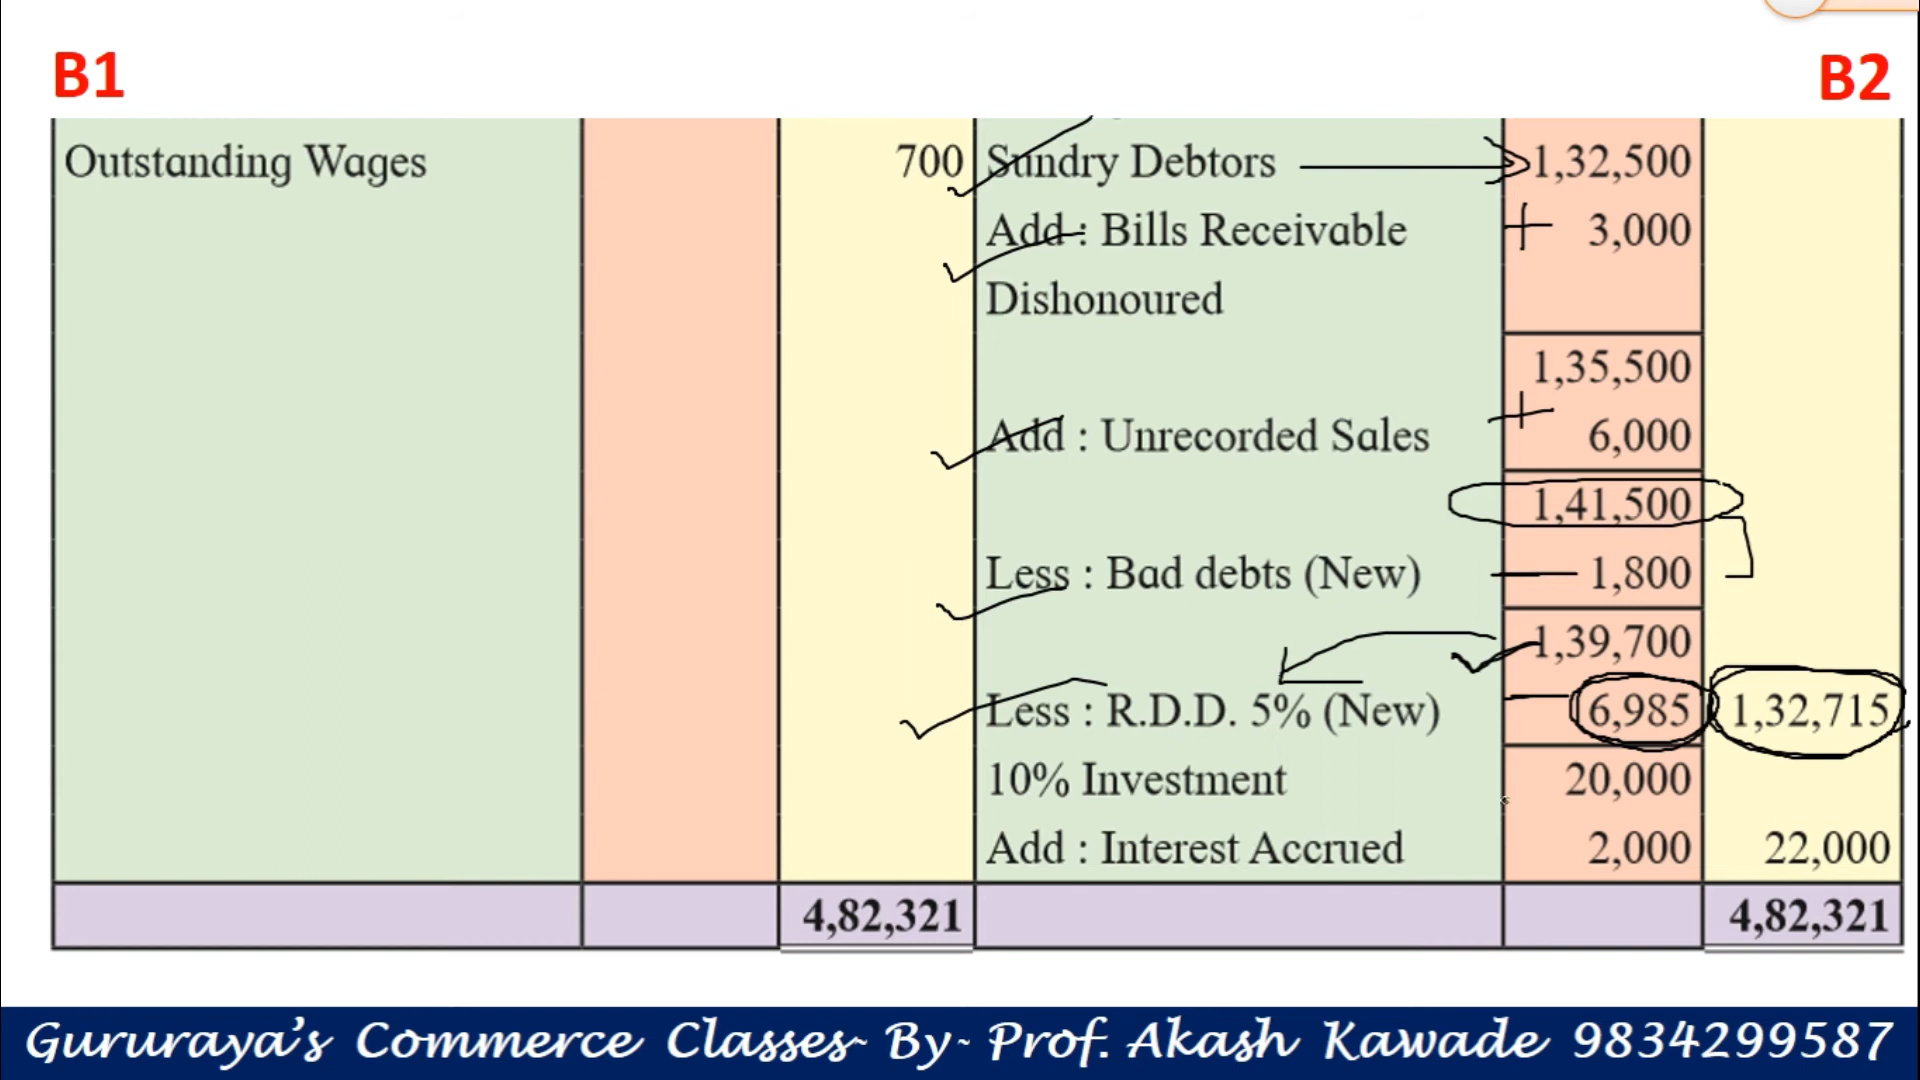 B1 B2
Outstanding Wages 700 Sundry Debtors 1,32,500
Add : Bills Receivable 3,000
Dishonoured
1,35,500
Add : Unrecorded Sales + 6,000
1,41,500
Less : Bad debts (New) 1,800
1,39,700
Less : R.D.D. 5% (New) 6,985 1,32,715
10% Investment 20,000
Add : Interest Accrued 2,000 22,000
4,82,321 4,82,321
Gururaya's Commerce Classes- By- Prof. Akash Kawade 9834299587